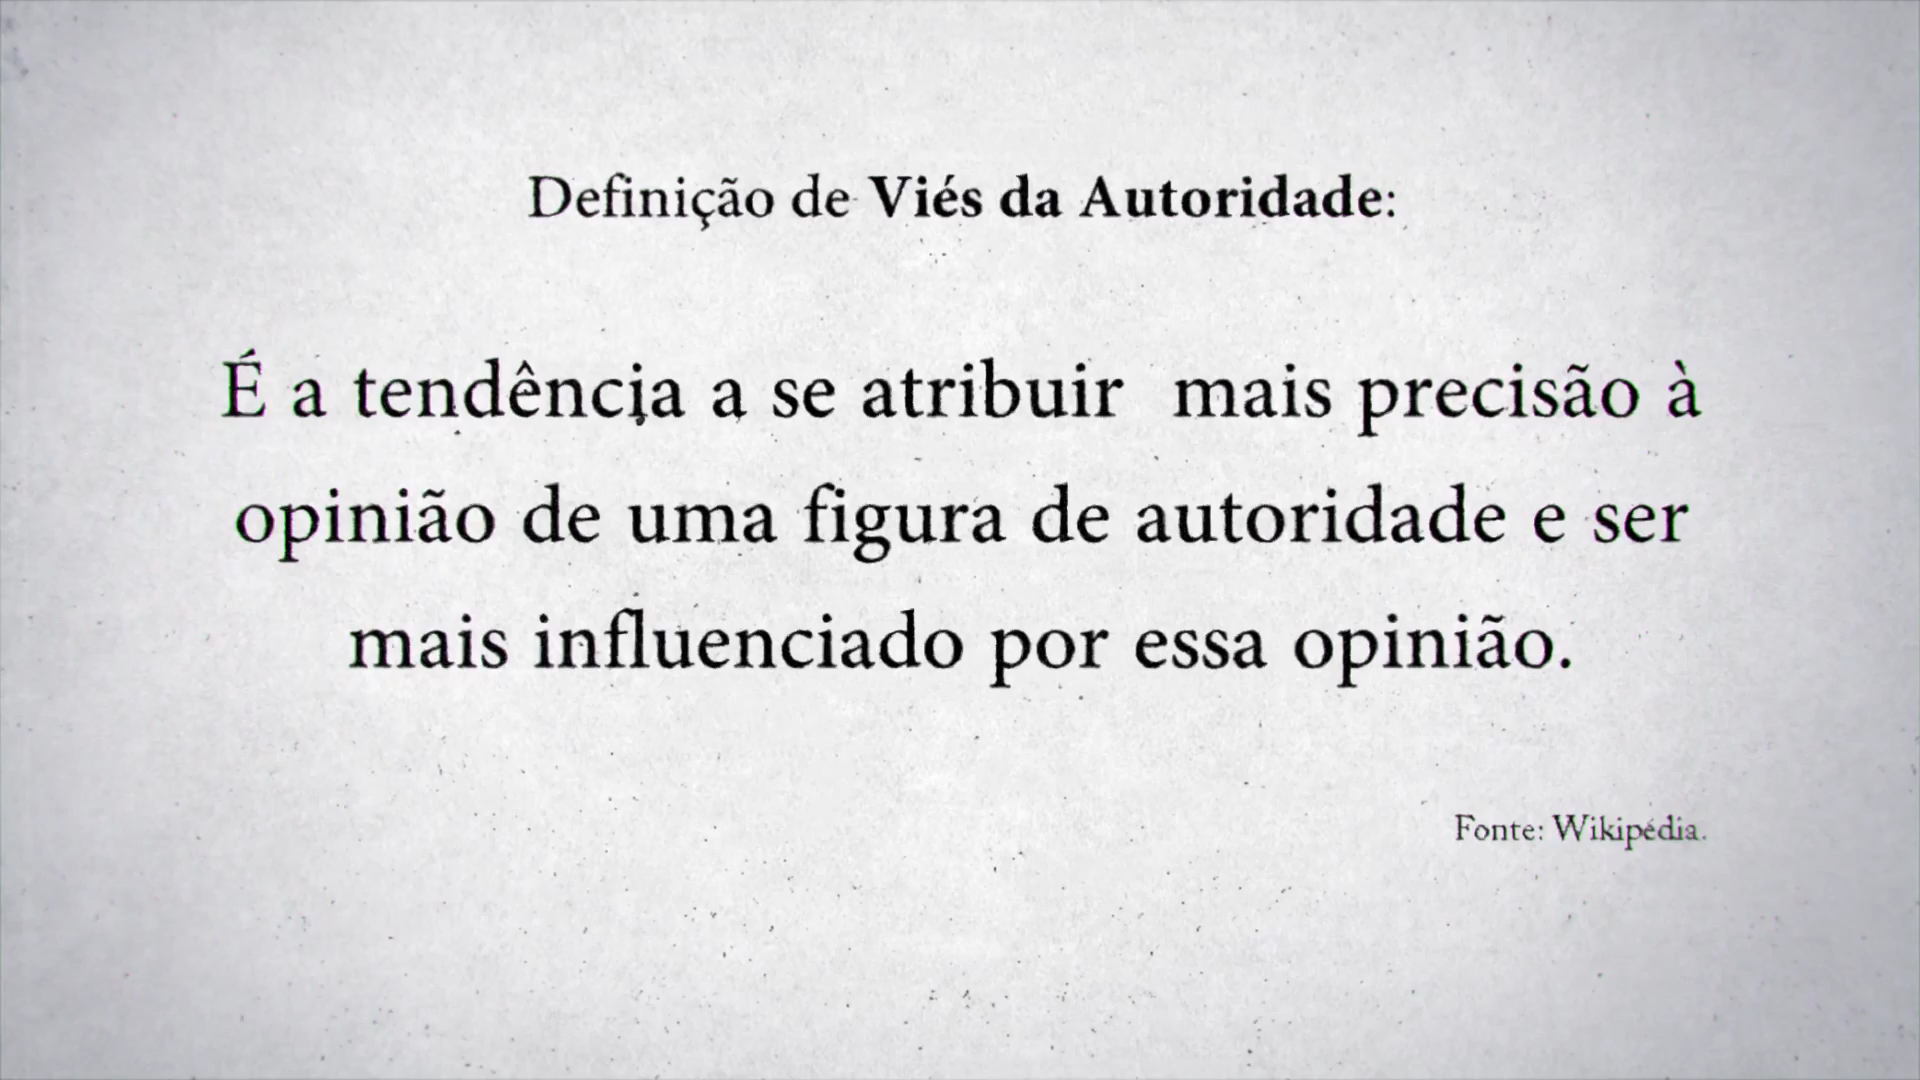 Definição de Viés da Autoridade:
É a tendência a se atribuir  mais precisão à
opinião de uma figura de autoridade e ser
mais influenciado por essa opinião.
Fonte: Wikipédia.